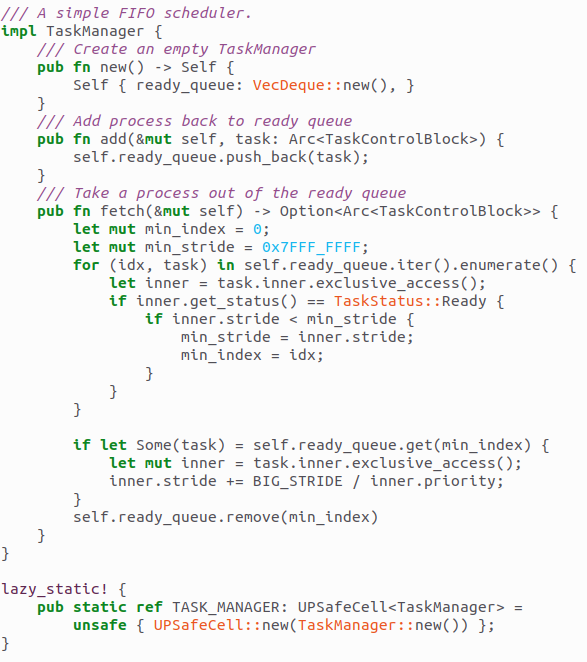 /// A simple FIFO scheduler.
impl TaskManager {
    /// Create an empty TaskManager
    pub fn new() -> Self {
        Self { ready_queue: VecDeque::new(), }
    }
    /// Add process back to ready queue
    pub fn add(&mut self, task: Arc<TaskControlBlock>) {
        self.ready_queue.push_back(task);
    }
    /// Take a process out of the ready queue
    pub fn fetch(&mut self) -> Option<Arc<TaskControlBlock>> {
        let mut min_index = 0;
        let mut min_stride = 0x7FFF_FFFF;
        for (idx, task) in self.ready_queue.iter().enumerate() {
            let inner = task.inner.exclusive_access();
            if inner.get_status() == TaskStatus::Ready {
                if inner.stride < min_stride {
                    min_stride = inner.stride;
                    min_index = idx;
                }
            }
        }

        if let Some(task) = self.ready_queue.get(min_index) {
            let mut inner = task.inner.exclusive_access();
            inner.stride += BIG_STRIDE / inner.priority;
        }
        self.ready_queue.remove(min_index)
    }
}

lazy_static! {
    pub static ref TASK_MANAGER: UPSafeCell<TaskManager> =
        unsafe { UPSafeCell::new(TaskManager::new()) };
}